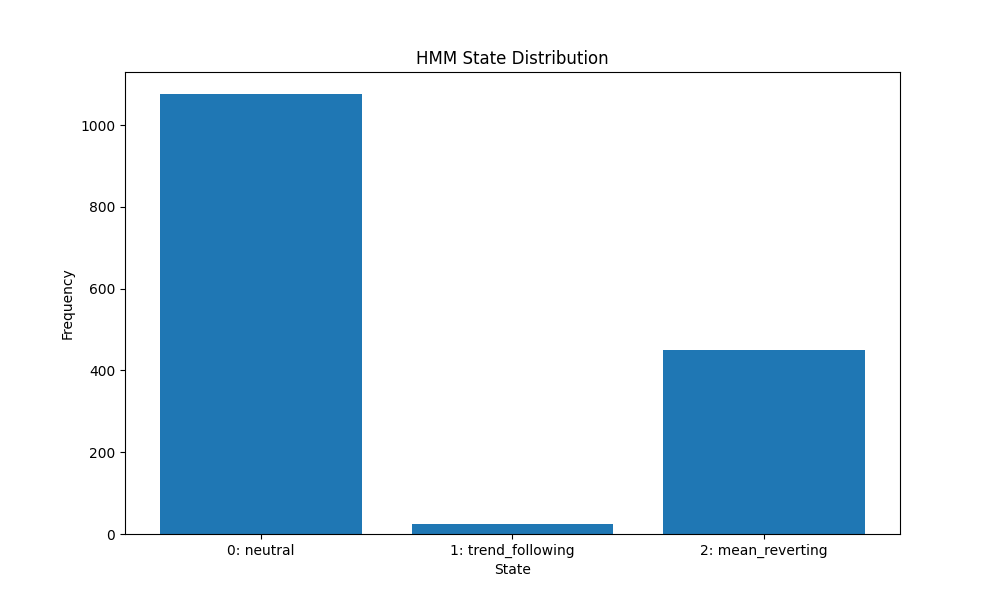 HMM State Distribution
1000
800
600
400
200
0
Frequency
0: neutral
1: trend_following
2: mean_reverting
State